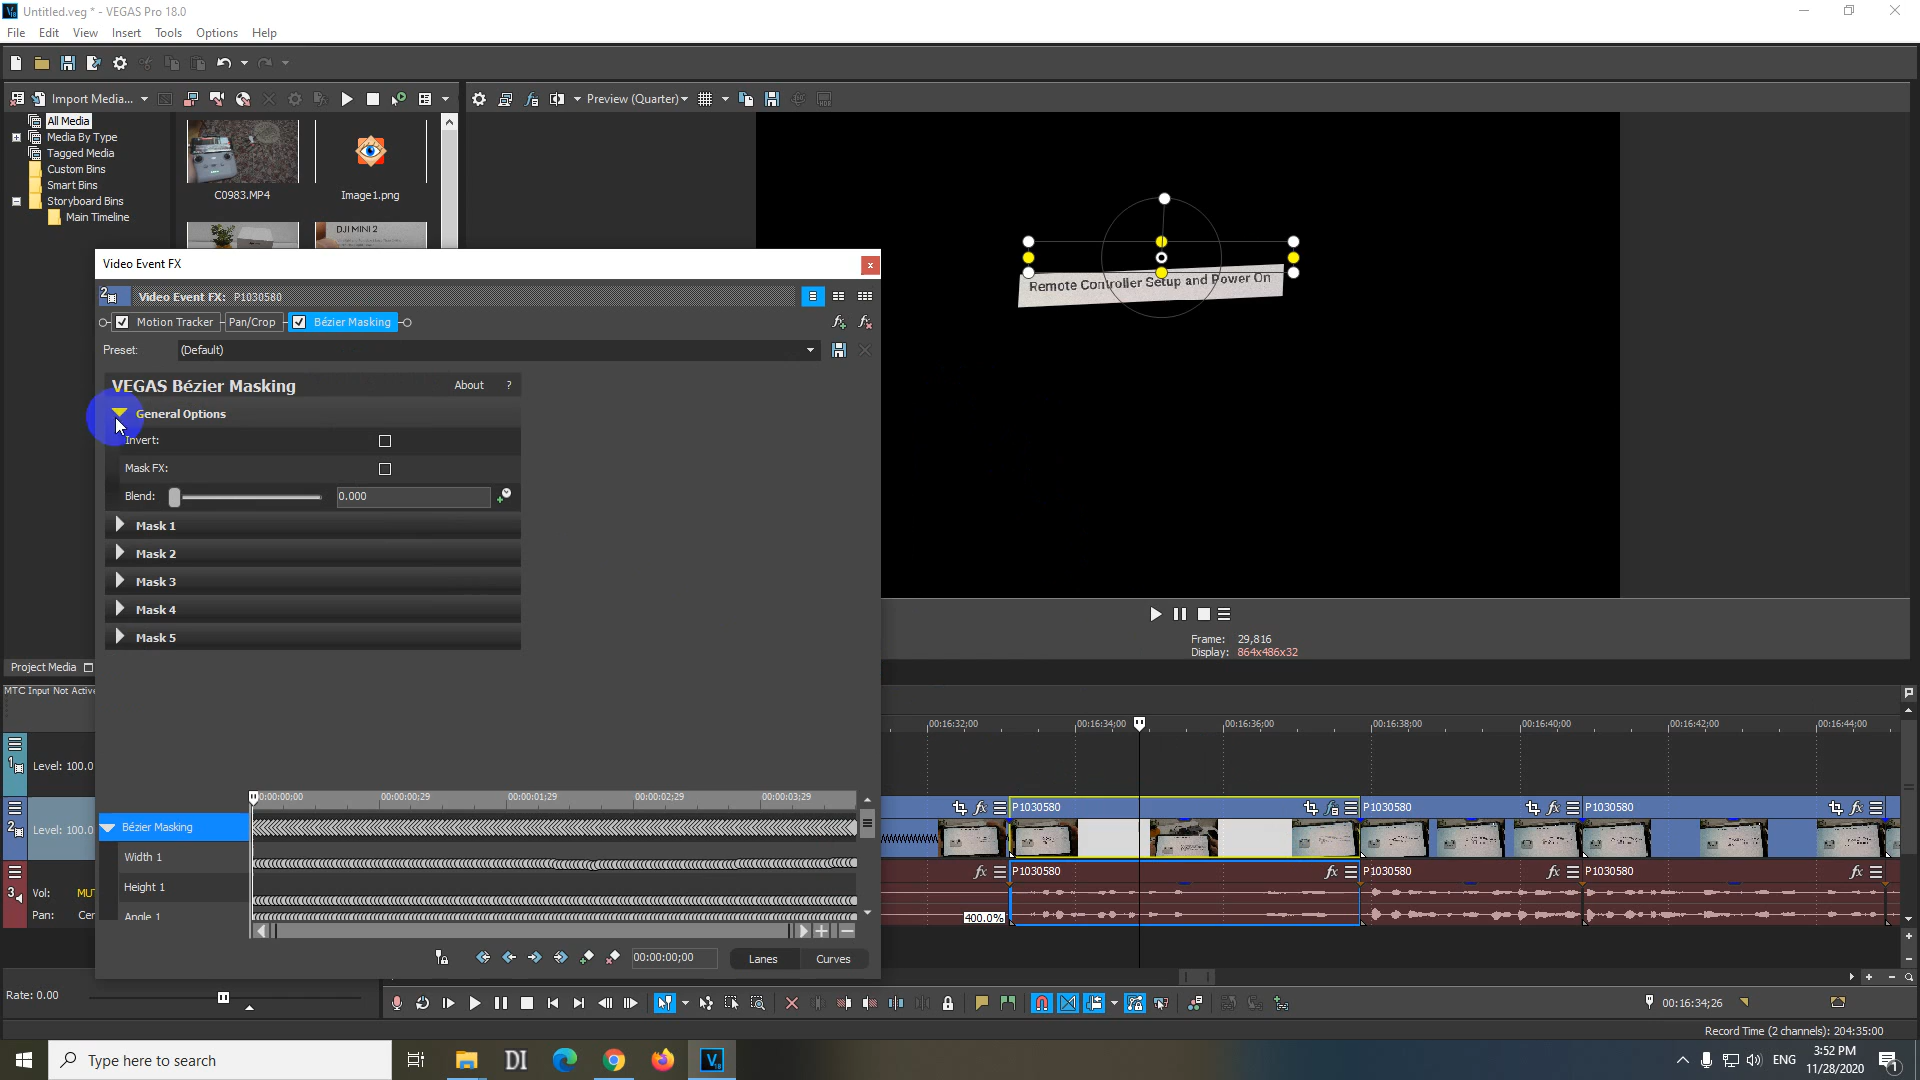 Untitled.veg * - VEGAS Pro 18.0
File Edit View Insert Tools Options Help
Import Media...
Preview (Quarter)
All Media
Media By Type
Tagged Media
Custom Bins
Smart Bins
Storyboard Bins
Main Timeline
C0983.MP4
Image1.png
DJI MINI 2
Remote Controller Setup and Power On
Video Event FX
x
2
Video Event FX: P1030580
Motion Tracker Pan/Crop Bézier Masking
Preset: (Default)
VEGAS Bézier Masking About ?
General Options
Invert:
Mask FX:
Blend: 0.000
Mask 1
Mask 2
Mask 3
Mask 4
Mask 5
Frame: 29,816
Display: 864x486x32
Project Media
MTC Input Not Active
00:16:32;00 00:16:34;00 00:16:36;00 00:16:38;00 00:16:40;00 00:16:42;00 00:16:44;00
1 Level: 100.0
2 Level: 100.0
3 Vol: MU
Pan: Cer
00:00:00;00 00:00:00;29 00:00:01;29 00:00:02;29 00:00:03;29
Bézier Masking
Width 1
Height 1
Angle 1
P1030580 P1030580 P1030580
P1030580 P1030580 P1030580
400.0%
00:00:00;00 Lanes Curves
Rate: 0.00
00:16:34;26
Record Time (2 channels): 204:35:00
Type here to search
DI
V
18
ENG
3:52 PM
11/28/2020
1